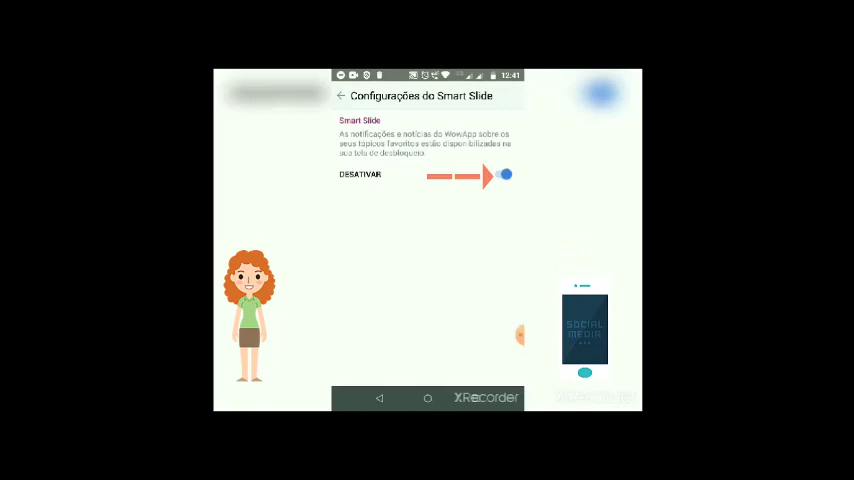 12:41
Configurações do Smart Slide
Smart Slide
As notificações e notícias do WowApp sobre os
seus tópicos favoritos estão disponibilizadas na
sua tela de desbloqueio.
DESATIVAR
SOCIAL
MEDIA
XRecorder